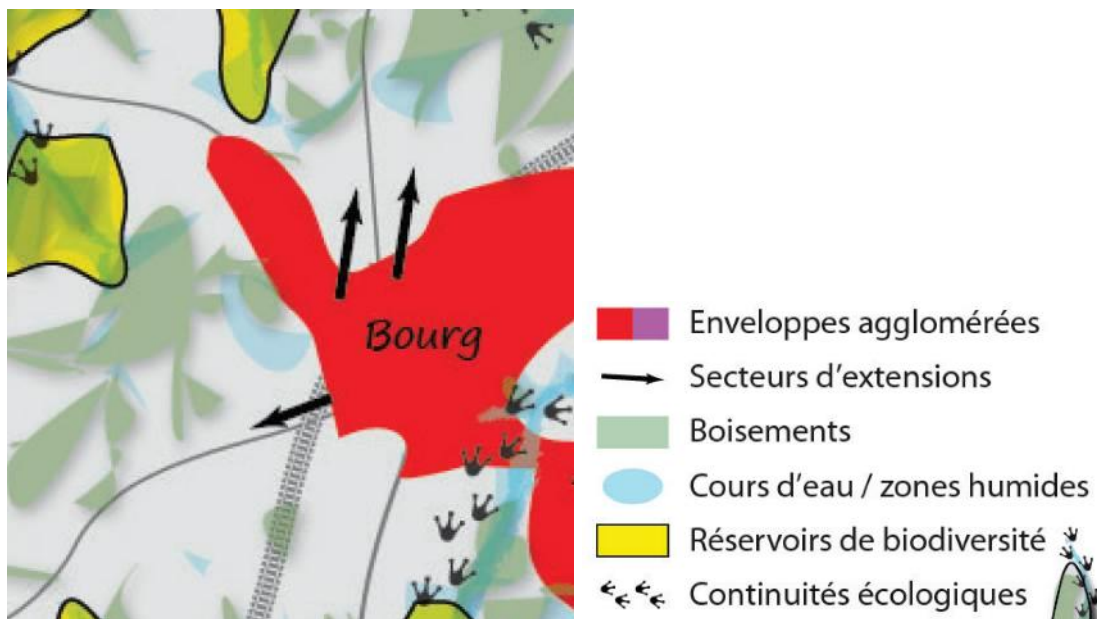 Bourg
Enveloppes agglomérées
Secteurs d'extensions
Boisements
Cours d'eau / zones humides
Réservoirs de biodiversité
Continuités écologiques